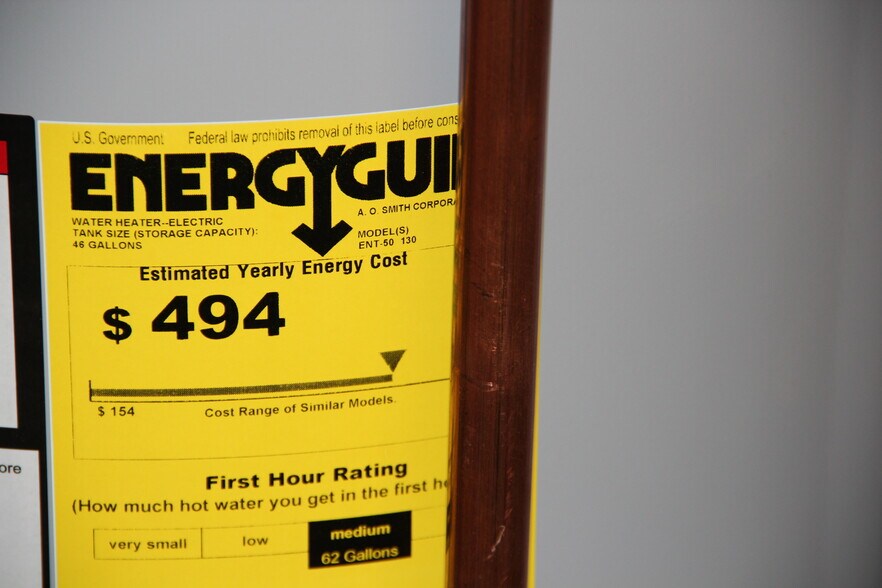 U.S. Government Federal law prohibits removal of this label before cons
ENERGYGUI
A. O. SMITH CORPORA
WATER HEATER--ELECTRIC
TANK SIZE (STORAGE CAPACITY):
46 GALLONS
MODEL(S)
ENT-50 130
Estimated Yearly Energy Cost
$ 494
$ 154 Cost Range of Similar Models.
First Hour Rating
(How much hot water you get in the first h
very small low medium
62 Gallons
ore